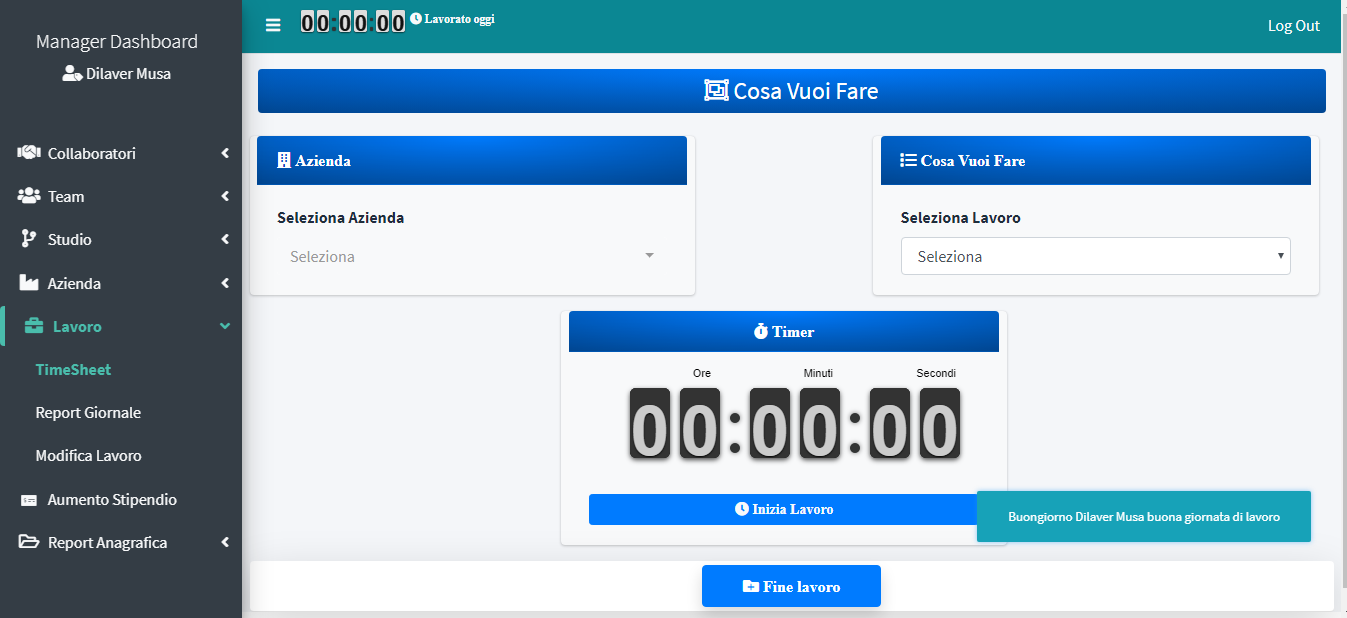 Manager Dashboard
Dilaver Musa
Collaboratori
Team
Studio
Azienda
Lavoro
TimeSheet
Report Giornale
Modifica Lavoro
Aumento Stipendio
Report Anagrafica
00:00:00 Lavorato oggi
Log Out
Cosa Vuoi Fare
Azienda
Seleziona Azienda
Seleziona
Cosa Vuoi Fare
Seleziona Lavoro
Seleziona
Timer
Ore Minuti Secondi
00:00:00
Inizia Lavoro
Buongiorno Dilaver Musa buona giornata di lavoro
Fine lavoro